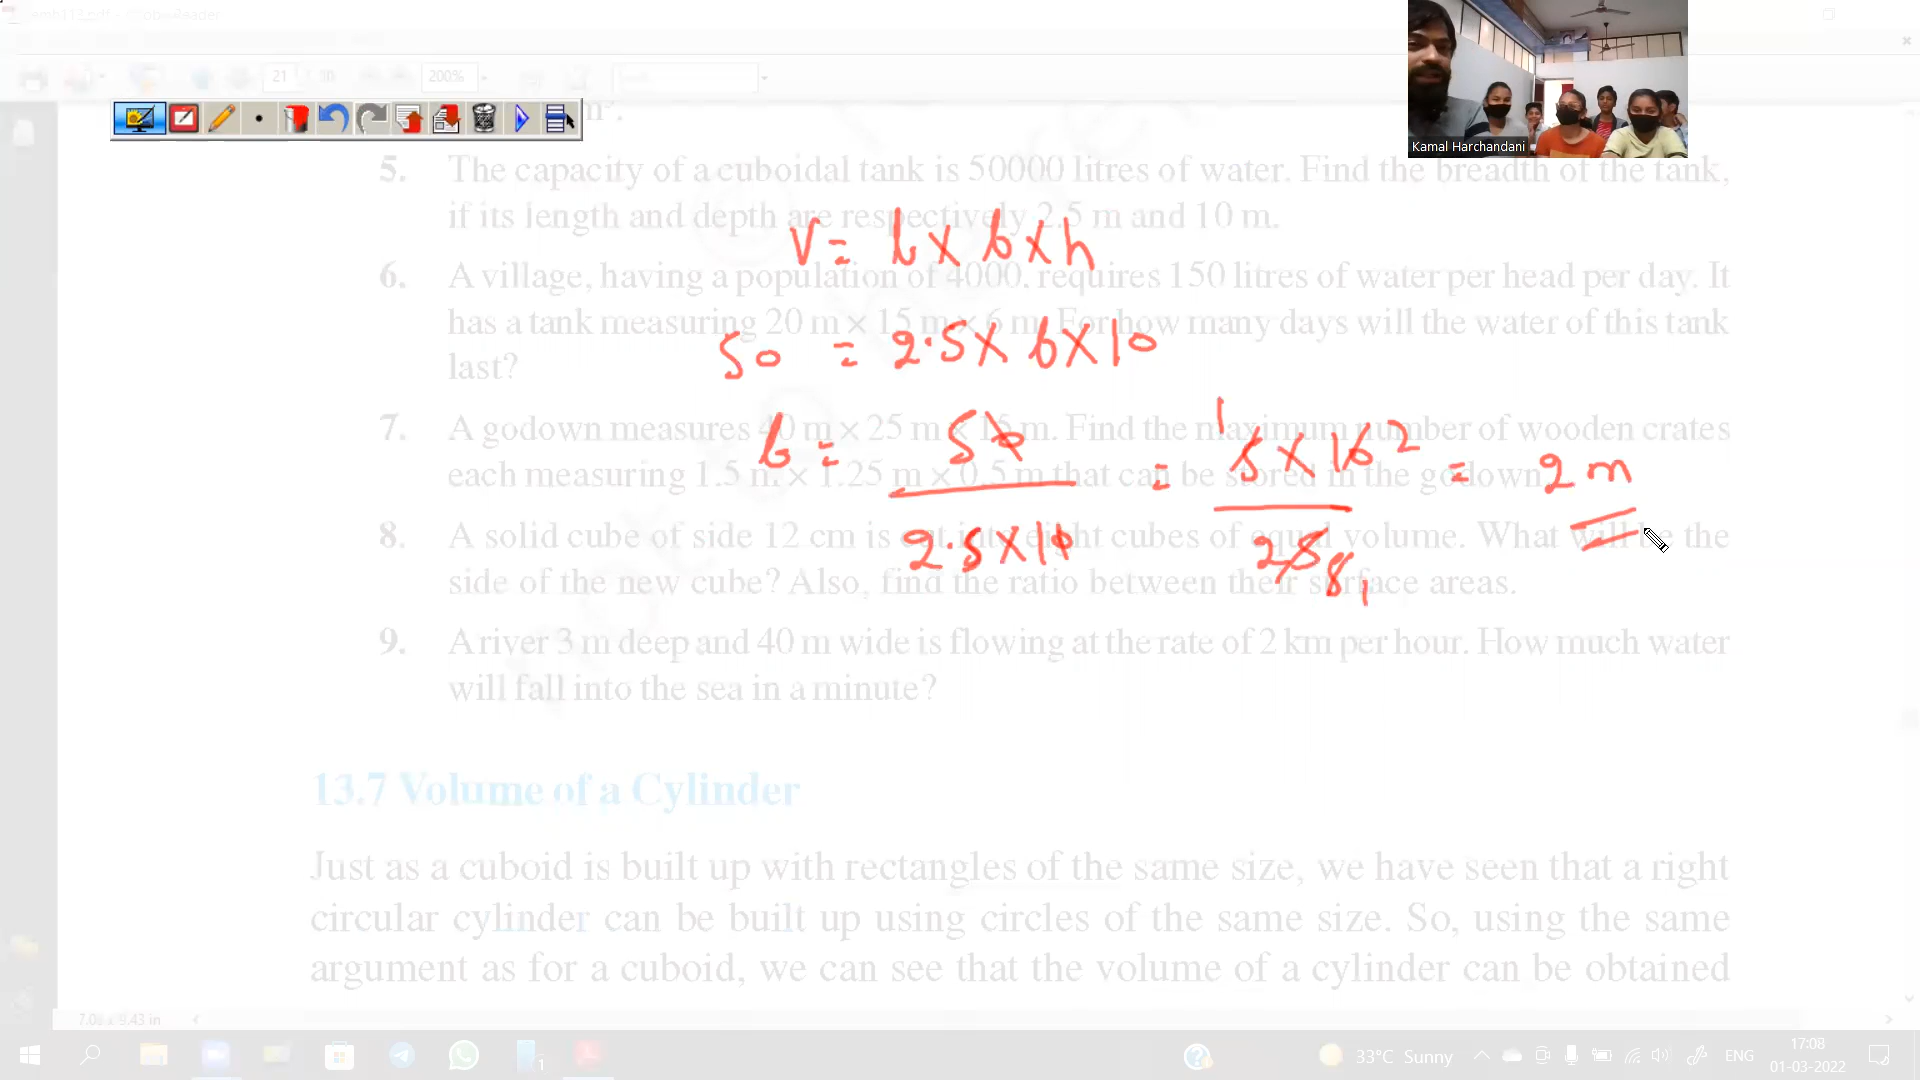 21
200%
Kamal Harchandani
5. The capacity of a cuboidal tank is 50000 litres of water. Find the breadth of the tank,
if its length and depth are respectively 2.5 m and 10 m.
V = l × b × h
6. A village, having a population of 4000, requires 150 litres of water per head per day. It
has a tank measuring 20 m × 15 m × 6 m. For how many days will the water of this tank
last?
50 = 2.5 × b × 10
7. A godown measures 40 m × 25 m × 15 m. Find the maximum number of wooden crates
each measuring 1.5 m × 1.25 m × 0.5 m that can be stored in the godown.
b = 50 / 2.5 × 10 = 5 × 10 / 25 = 2 m
8. A solid cube of side 12 cm is cut into eight cubes of equal volume. What will be the
side of the new cube? Also, find the ratio between their surface areas.
9. A river 3 m deep and 40 m wide is flowing at the rate of 2 km per hour. How much water
will fall into the sea in a minute?
13.7 Volume of a Cylinder
Just as a cuboid is built up with rectangles of the same size, we have seen that a right
circular cylinder can be built up using circles of the same size. So, using the same
argument as for a cuboid, we can see that the volume of a cylinder can be obtained
33°C Sunny
ENG
17:08
01-03-2022